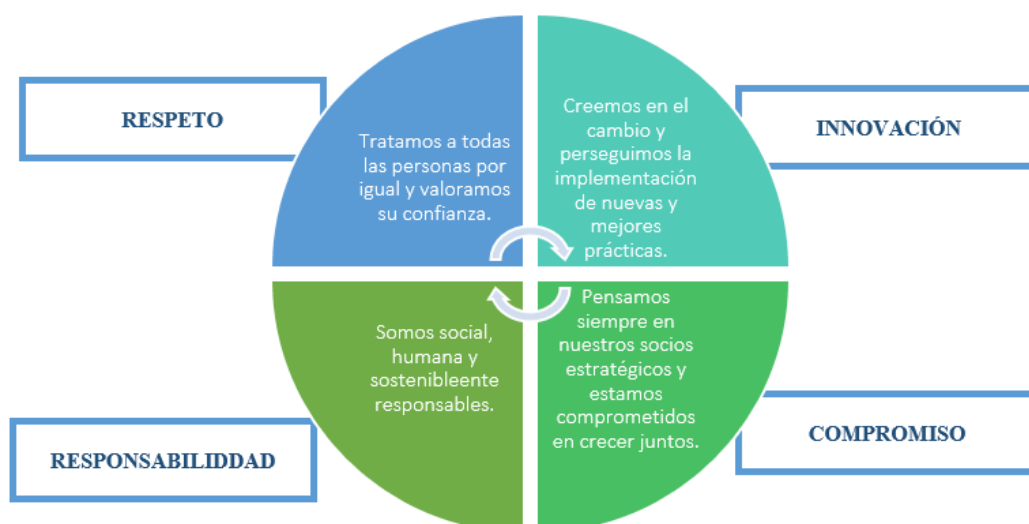 RESPETO
Tratamos a todas
las personas por
igual y valoramos
su confianza.
Creemos en el
cambio y
perseguimos la
implementación
de nuevas y
mejores
prácticas.
INNOVACIÓN
RESPONSABILIDDAD
Somos social,
humana y
sostenibleente
responsables.
Pensamos
siempre en
nuestros socios
estratégicos y
estamos
comprometidos
en crecer juntos.
COMPROMISO